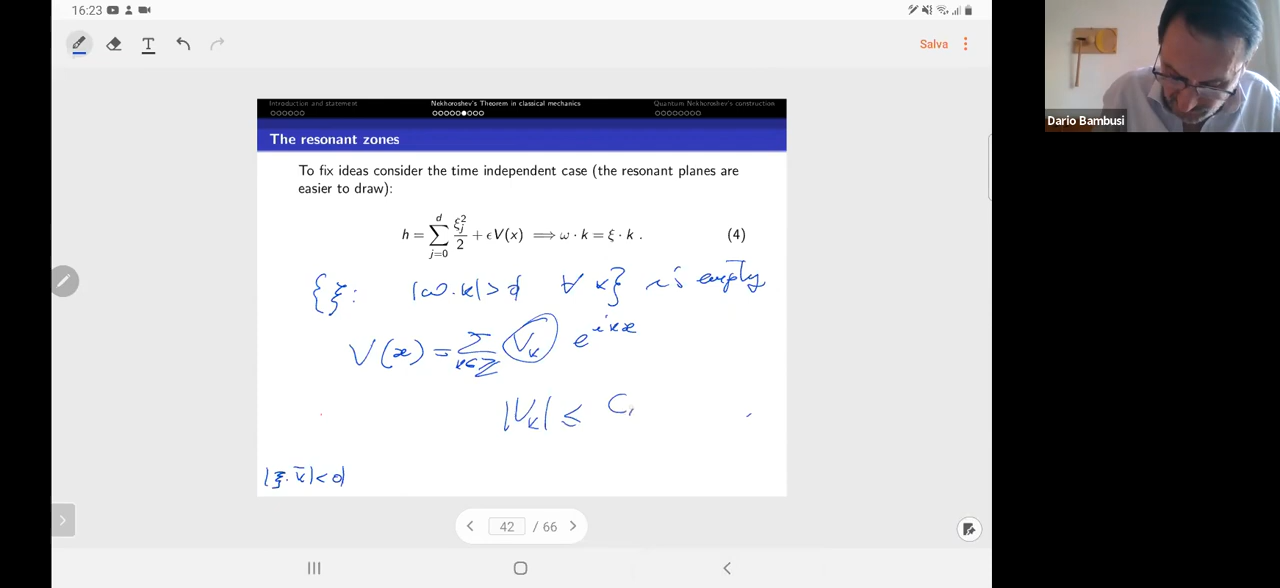 16:23
Salva
Introduction and statement
Nekhoroshev's Theorem in classical mechanics
Quantum Nekhoroshev's construction
The resonant zones
To fix ideas consider the time independent case (the resonant planes are
easier to draw):
h = ∑_{j=0}^{d} ξ_j^2/2 + ϵV(x) ⟹ ω · k = ξ · k . (4)
{ξ: |ω·k| > δ ∀ k} is empty
V(x) = ∑_{k∈ℤ} V_k e^{ikx}
|V_k| ≤ C
|ξ·k̄| < δ
42 / 66
Dario Bambusi